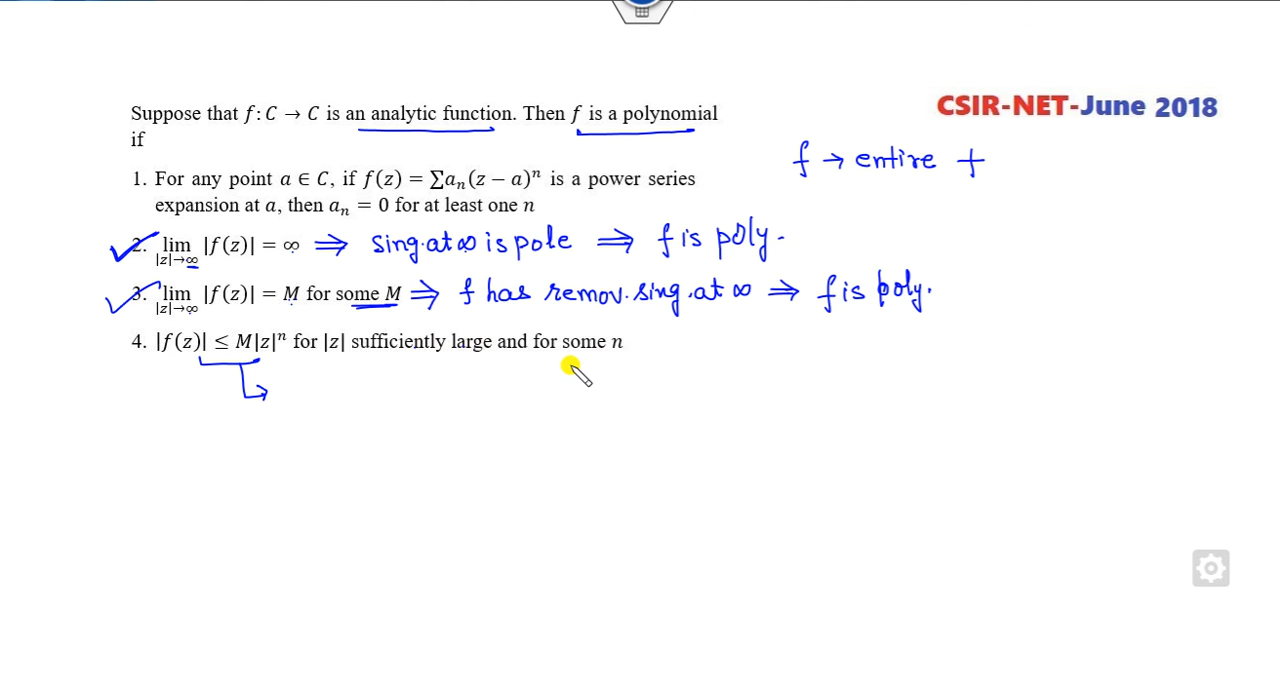 CSIR-NET-June 2018
Suppose that f: C → C is an analytic function. Then f is a polynomial
if
f → entire +
1. For any point a ∈ C, if f(z) = ∑aₙ(z − a)ⁿ is a power series
expansion at a, then aₙ = 0 for at least one n
2. lim |z|→∞ |f(z)| = ∞ ⇒ sing. at ∞ is pole ⇒ f is poly.
3. lim |z|→∞ |f(z)| = M for some M ⇒ f has remov. sing. at ∞ ⇒ f is poly.
4. |f(z)| ≤ M|z|ⁿ for |z| sufficiently large and for some n